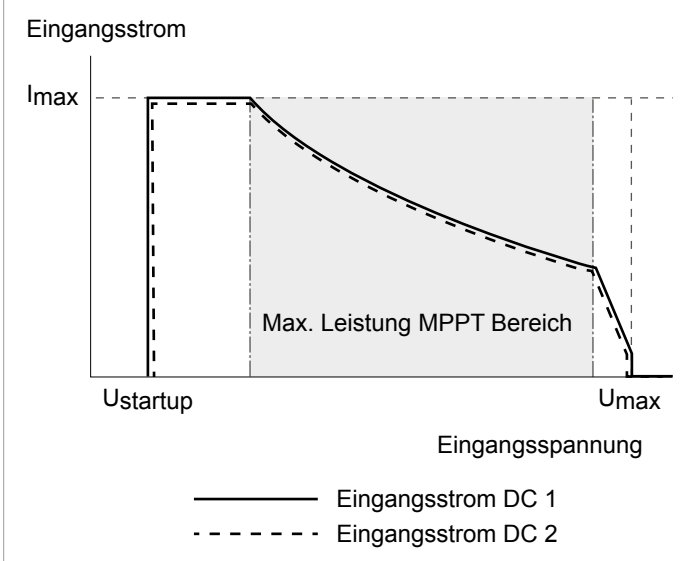 Eingangsstrom
Imax
Max. Leistung MPPT Bereich
Ustartup
Umax
Eingangsspannung
Eingangsstrom DC 1
Eingangsstrom DC 2